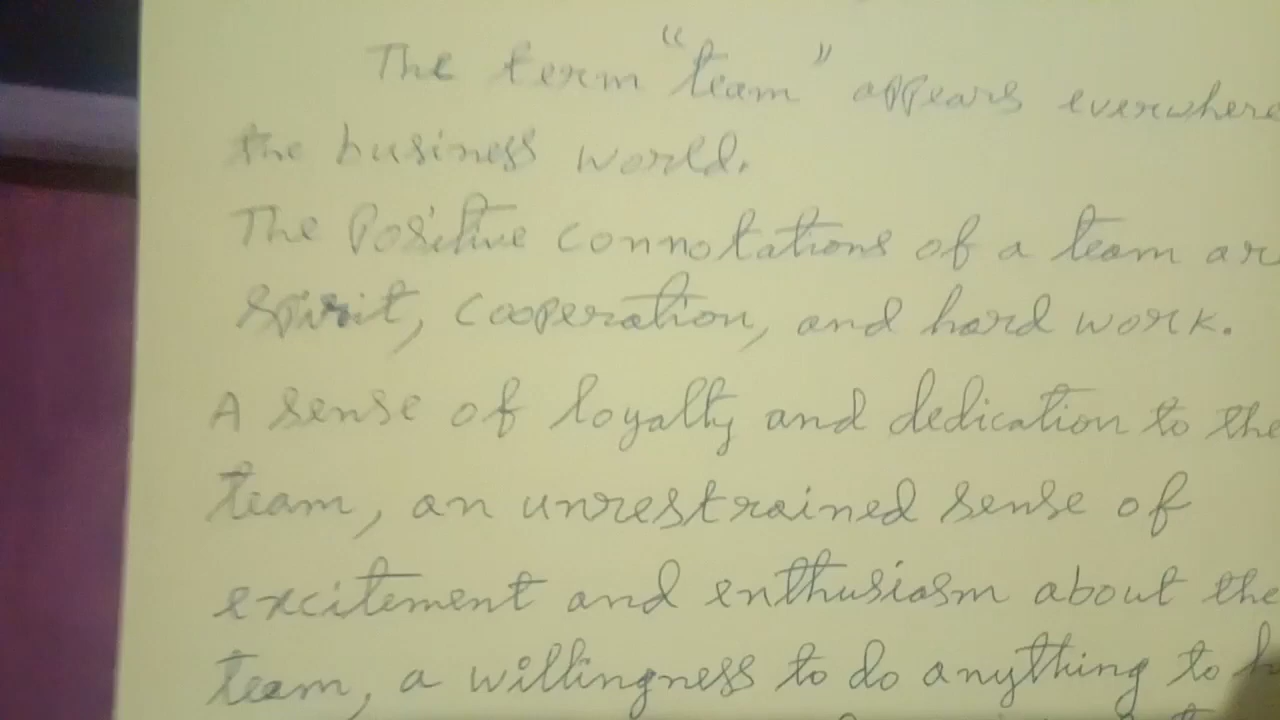 The term "team" appears everwhere
the business world.
The Positive connotations of a team ar
spirit, cooperation, and hard work.
A sense of loyalty and dedication to the
team, an unrestrained sense of
excitement and enthusiasm about the
team, a willingness to do anything to h